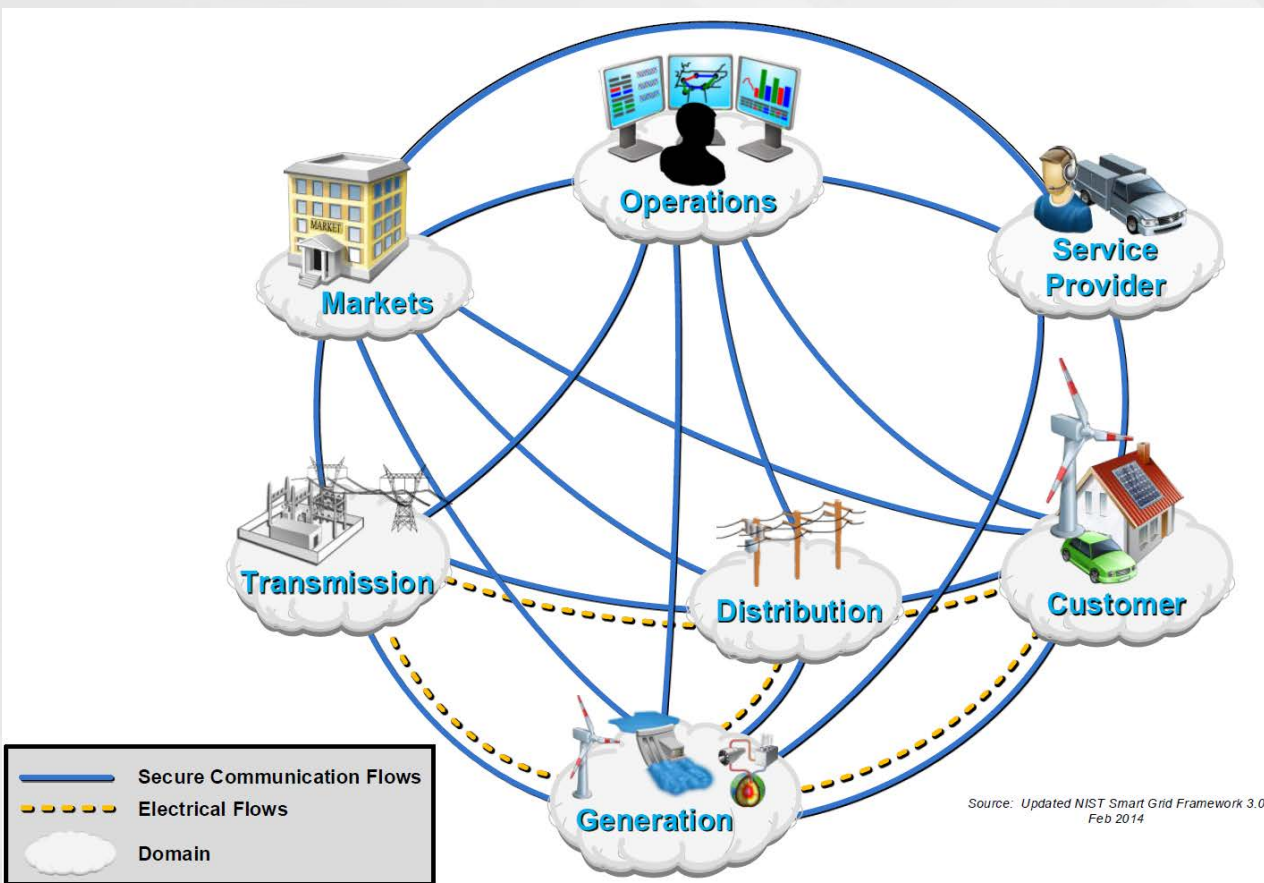 Operations
MARKET
Markets
Service
Provider
Transmission
Distribution
Customer
Generation
Secure Communication Flows
Electrical Flows
Domain
Source: Updated NIST Smart Grid Framework 3.0
Feb 2014